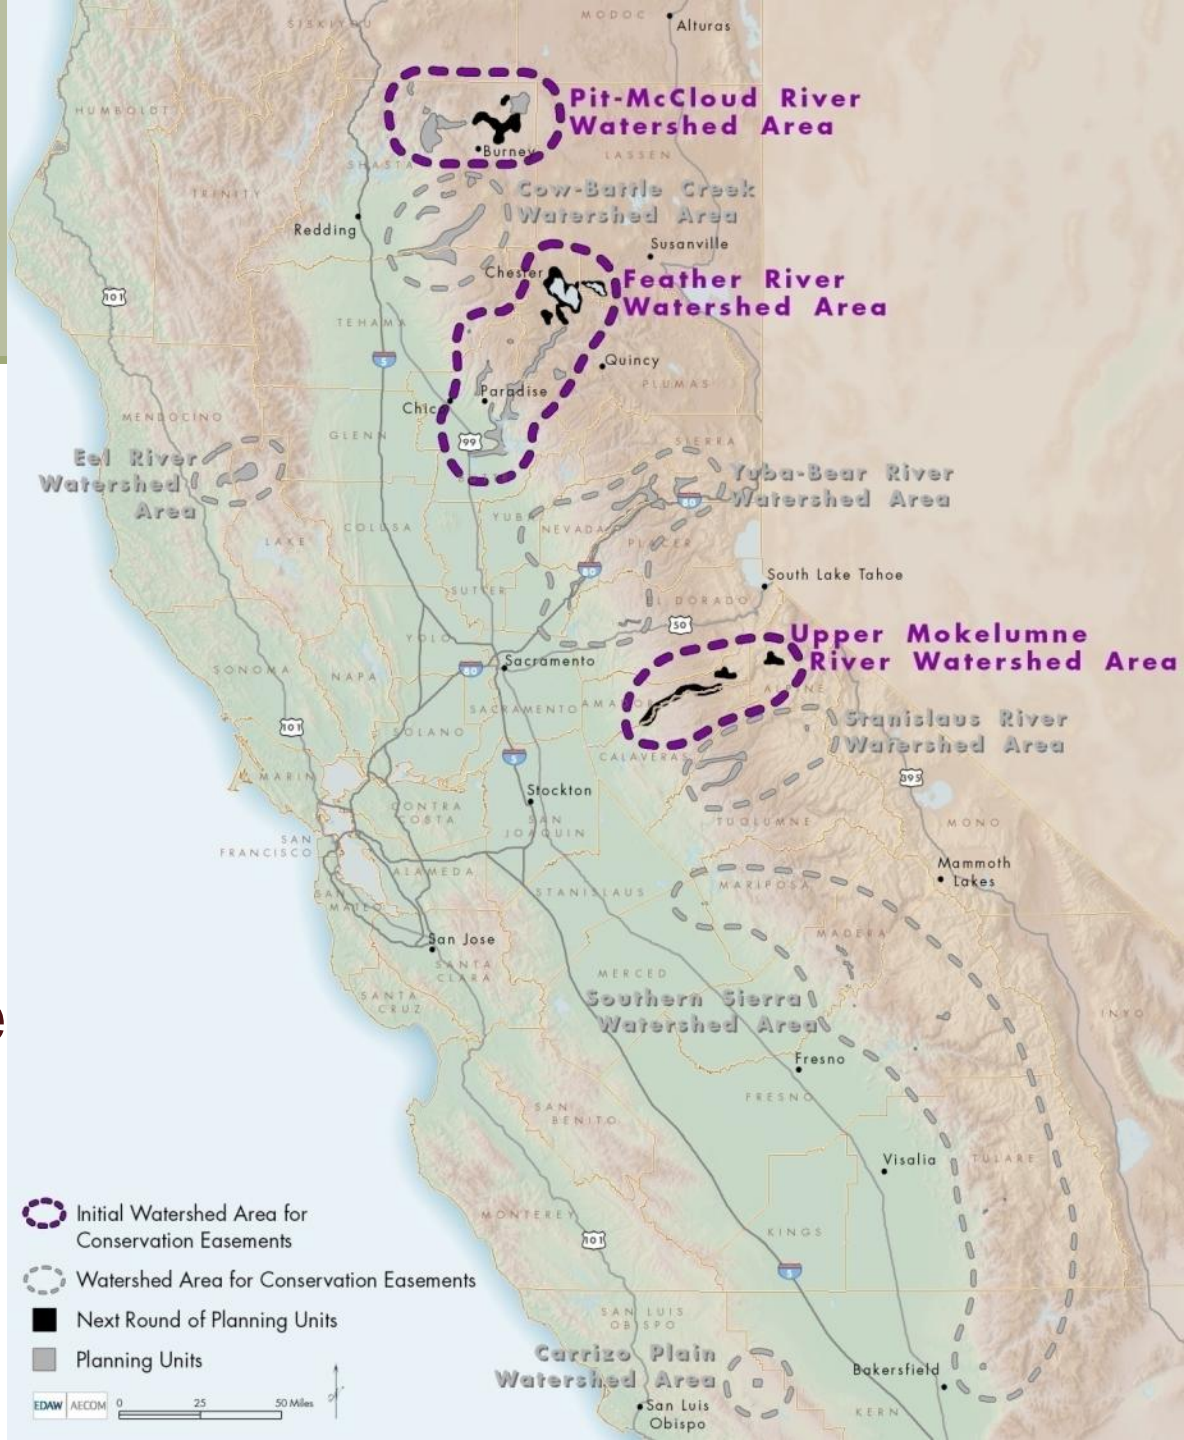 SISKIYOU
MODOC
Alturas
HUMBOLDT
Pit-McCloud River
Watershed Area
Burney
SHASTA
LASSEN
TRINITY
Cow-Battle Creek
Watershed Area
Redding
Susanville
Chester
Feather River
Watershed Area
101
TEHAMA
5
Quincy
PLUMAS
Paradise
Chico
MENDOCINO
GLENN
99
SIERRA
Eel River
Watershed
Area
Yuba-Bear River
Watershed Area
80
YUBA
NEVADA
COLUSA
LAKE
PLACER
80
South Lake Tahoe
SUTTER
EL DORADO
50
YOLO
Upper Mokelumne
River Watershed Area
Sacramento
80
SONOMA
NAPA
ALPINE
SACRAMENTO
AMADOR
Stanislaus River
Watershed Area
101
SOLANO
CALAVERAS
5
MARIN
395
Stockton
CONTRA
COSTA
SAN
JOAQUIN
TUOLUMNE
MONO
SAN
FRANCISCO
Mammoth
Lakes
ALAMEDA
STANISLAUS
MARIPOSA
SAN
MATEO
San Jose
MADERA
SANTA
CLARA
MERCED
SANTA
CRUZ
Southern Sierra
Watershed Area
INYO
e
Fresno
FRESNO
SAN
BENITO
Visalia
TULARE
Initial Watershed Area for
Conservation Easements
MONTEREY
101
KINGS
5
Watershed Area for Conservation Easements
Next Round of Planning Units
SAN LUIS
OBISPO
Planning Units
Carrizo Plain
Watershed Area
Bakersfield
EDAW AECOM
0 25 50 Miles
San Luis
Obispo
KERN